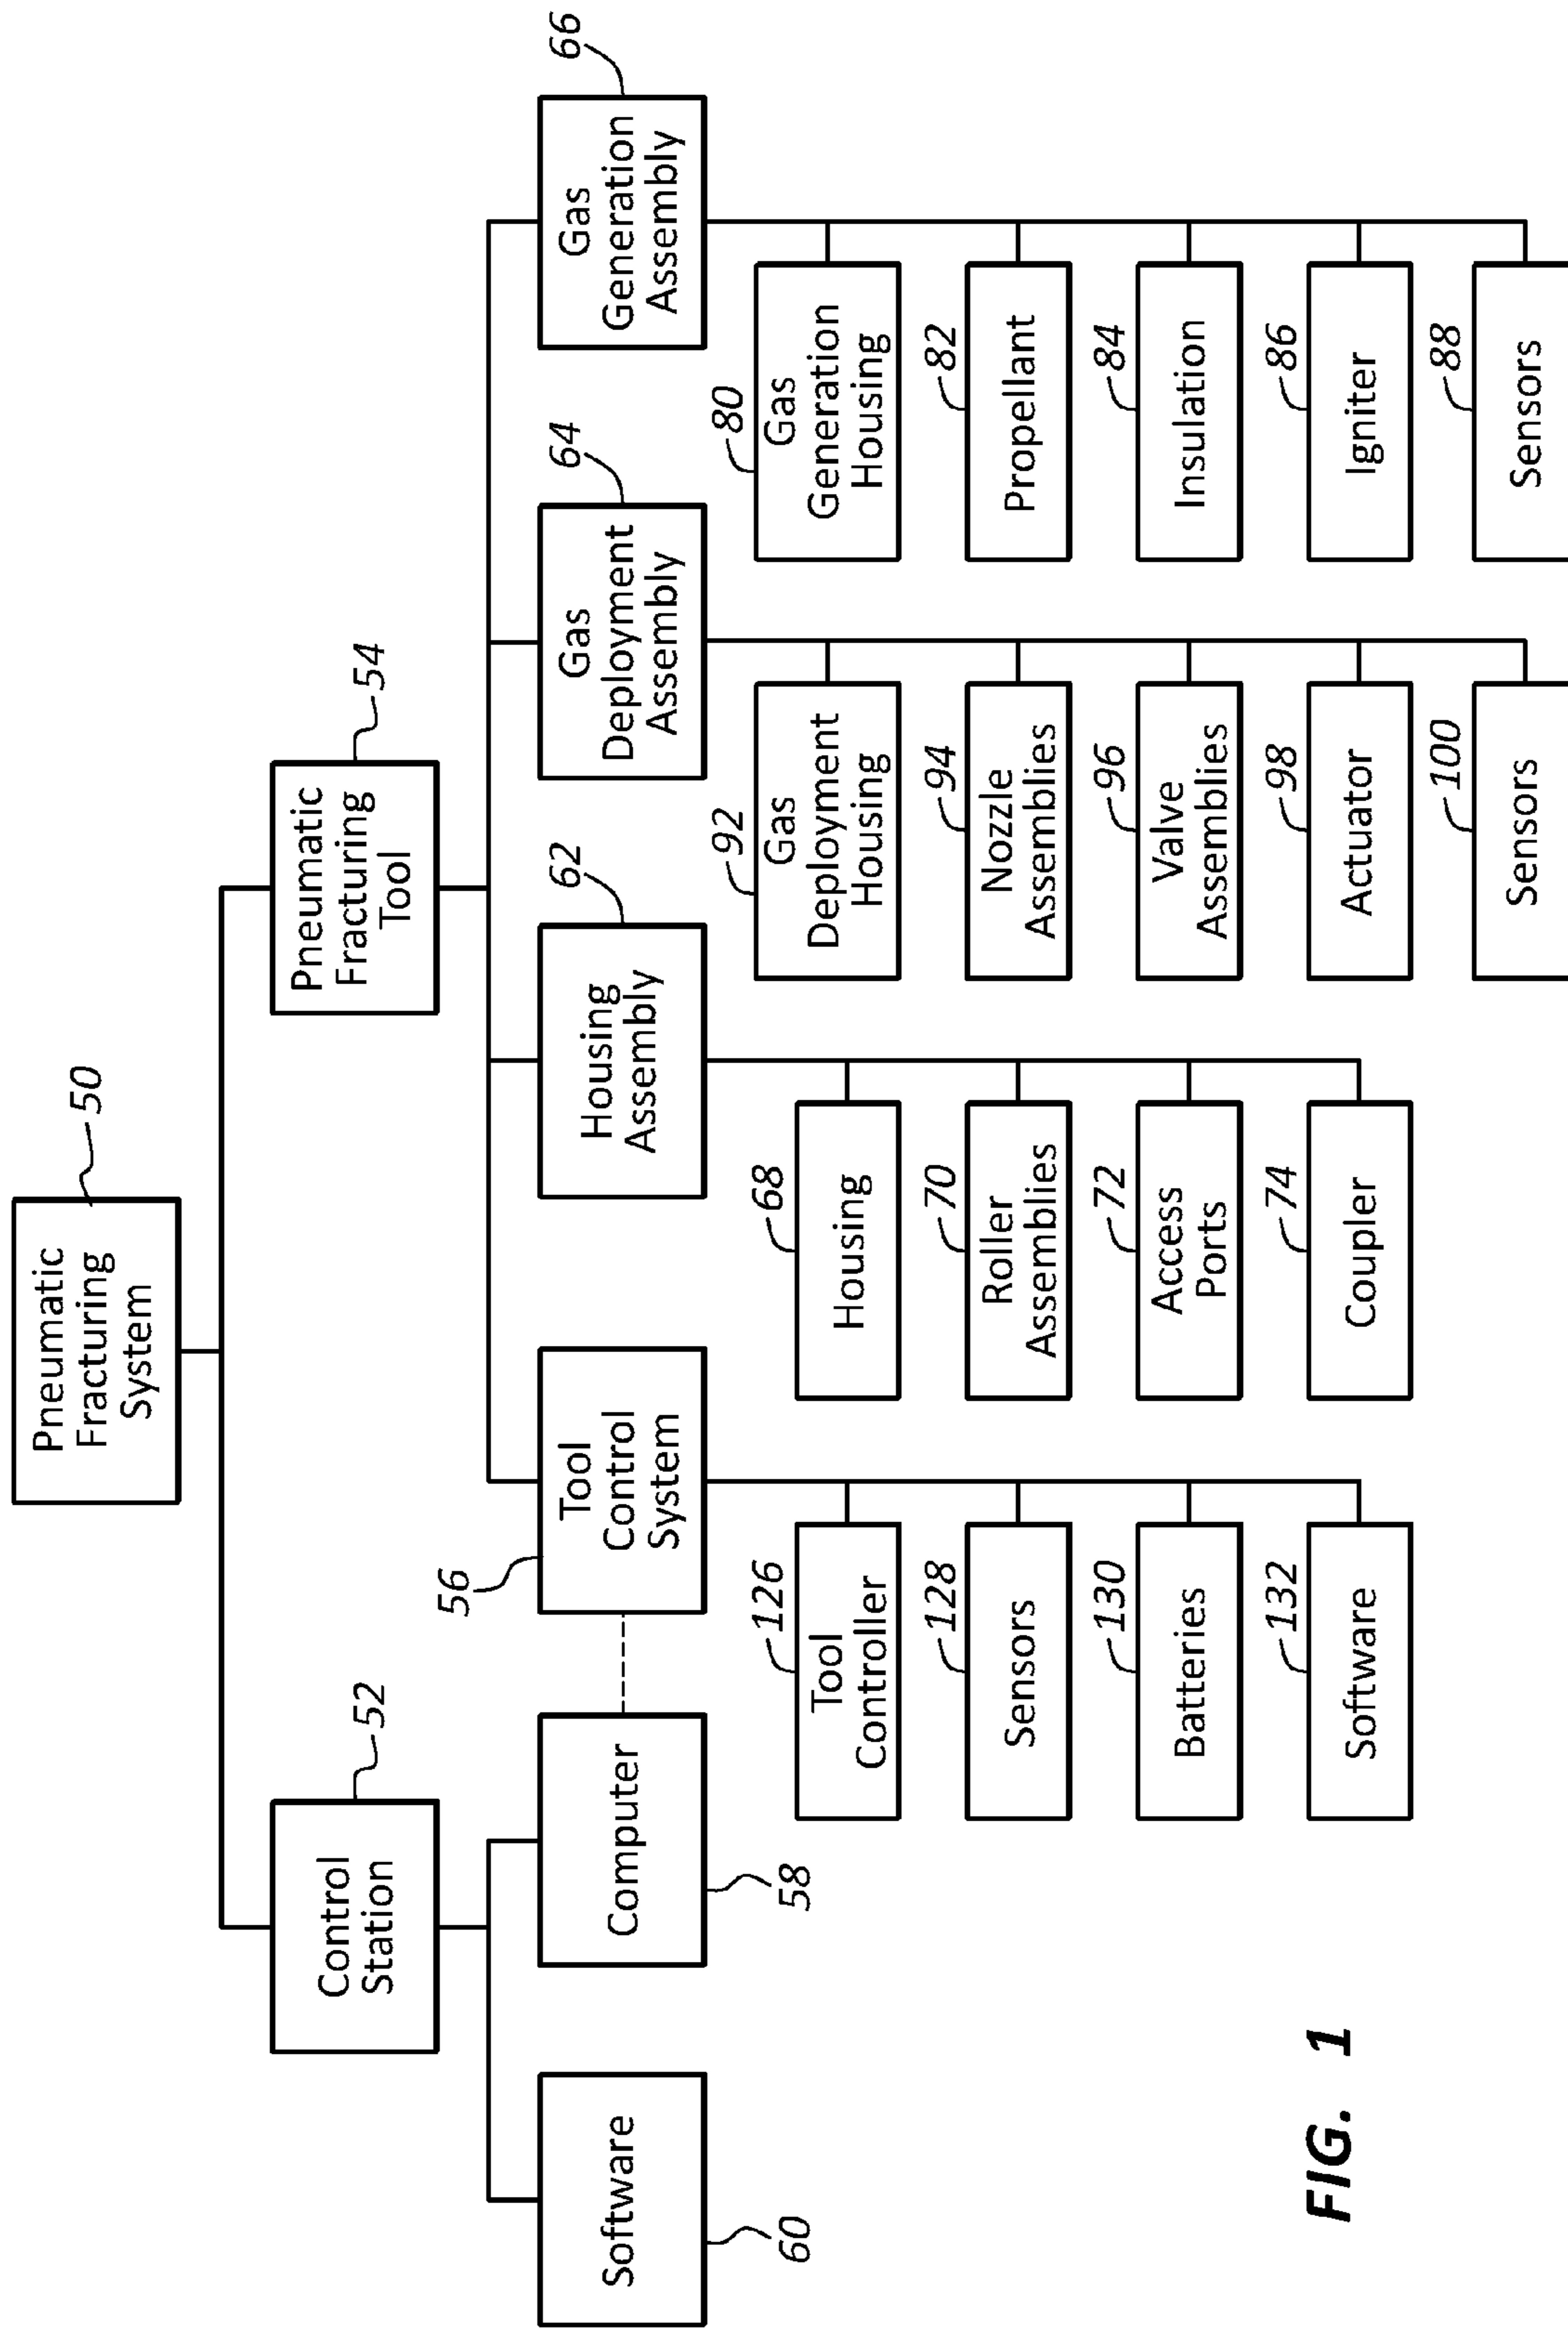 50
Pneumatic
Fracturing
System
52
Control
Station
54
Pneumatic
Fracturing
Tool
60
Software
58
Computer
56
Tool
Control
System
62
Housing
Assembly
64
Gas
Deployment
Assembly
66
Gas
Generation
Assembly
126
Tool
Controller
128
Sensors
130
Batteries
132
Software
68
Housing
70
Roller
Assemblies
72
Access
Ports
74
Coupler
92
Gas
Deployment
Housing
94
Nozzle
Assemblies
96
Valve
Assemblies
98
Actuator
100
Sensors
80
Gas
Generation
Housing
82
Propellant
84
Insulation
86
Igniter
88
Sensors
FIG. 1